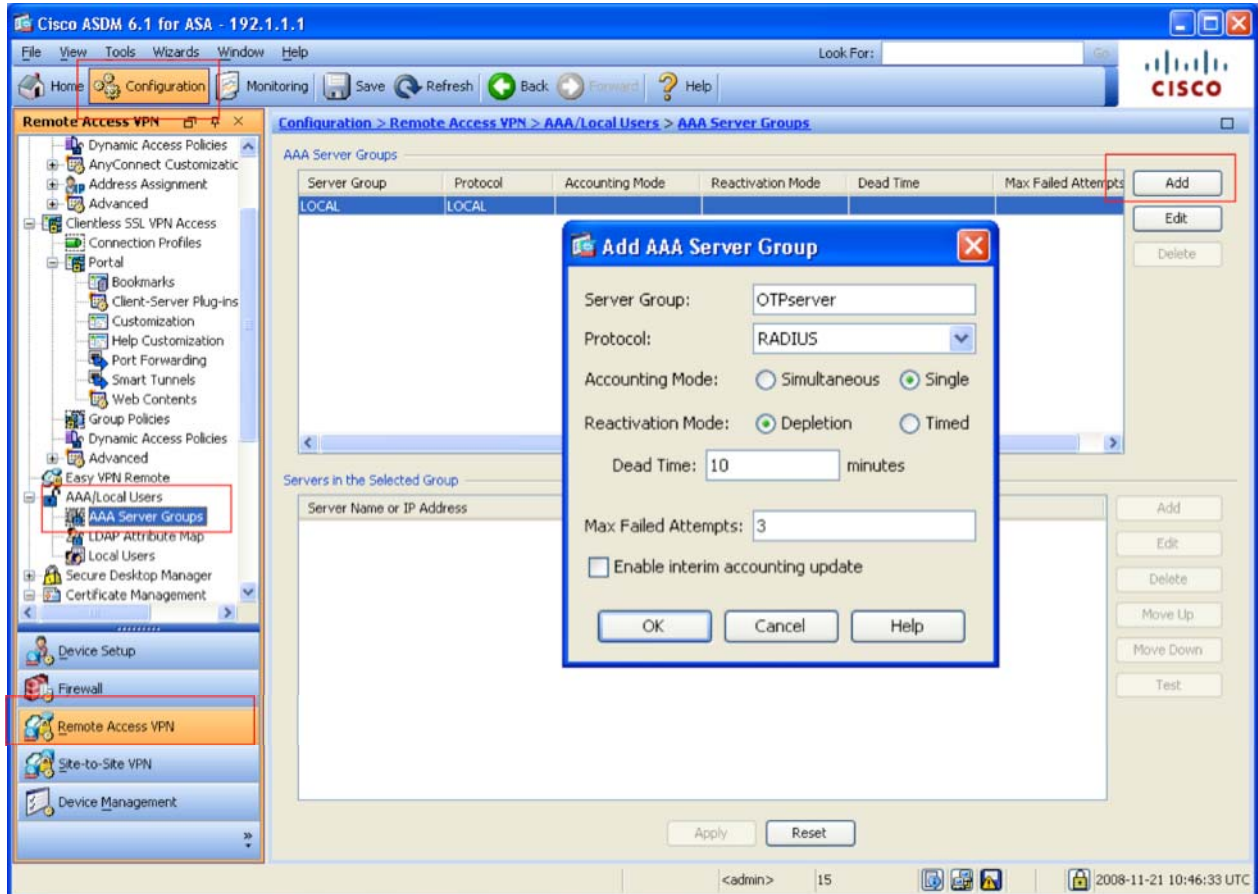 Cisco ASDM 6.1 for ASA - 192.1.1.1
File View Tools Wizards Window Help
Look For:
Go
Home Configuration Monitoring Save Refresh Back Forward Help
CISCO
Remote Access VPN
Dynamic Access Policies
AnyConnect Customizatic
Address Assignment
Advanced
Clientless SSL VPN Access
Connection Profiles
Portal
Bookmarks
Client-Server Plug-ins
Customization
Help Customization
Port Forwarding
Smart Tunnels
Web Contents
Group Policies
Dynamic Access Policies
Advanced
Easy VPN Remote
AAA/Local Users
AAA Server Groups
LDAP Attribute Map
Local Users
Secure Desktop Manager
Certificate Management
Device Setup
Firewall
Remote Access VPN
Site-to-Site VPN
Device Management
Configuration > Remote Access VPN > AAA/Local Users > AAA Server Groups
AAA Server Groups
Server Group Protocol Accounting Mode Reactivation Mode Dead Time Max Failed Attempts
LOCAL LOCAL
Add
Edit
Delete
Add AAA Server Group
Server Group: OTPserver
Protocol: RADIUS
Accounting Mode: Simultaneous Single
Reactivation Mode: Depletion Timed
Dead Time: 10 minutes
Max Failed Attempts: 3
Enable interim accounting update
OK Cancel Help
Servers in the Selected Group
Server Name or IP Address
Add
Edit
Delete
Move Up
Move Down
Test
Apply Reset
<admin> 15 2008-11-21 10:46:33 UTC